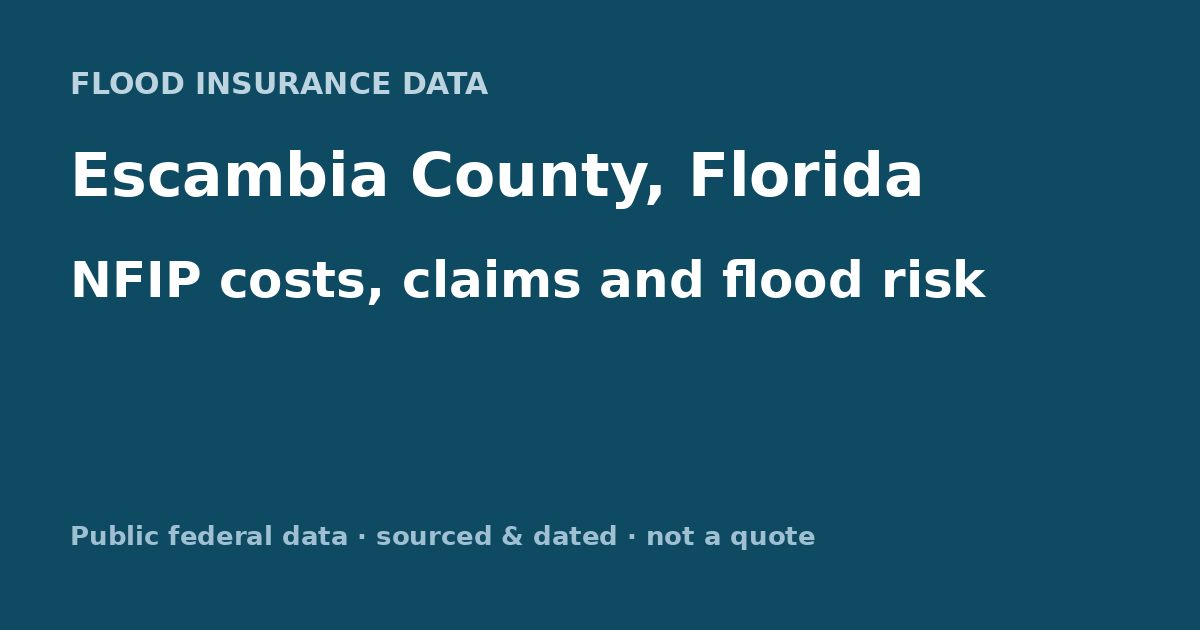 FLOOD INSURANCE DATA
Escambia County, Florida
NFIP costs, claims and flood risk
Public federal data · sourced & dated · not a quote